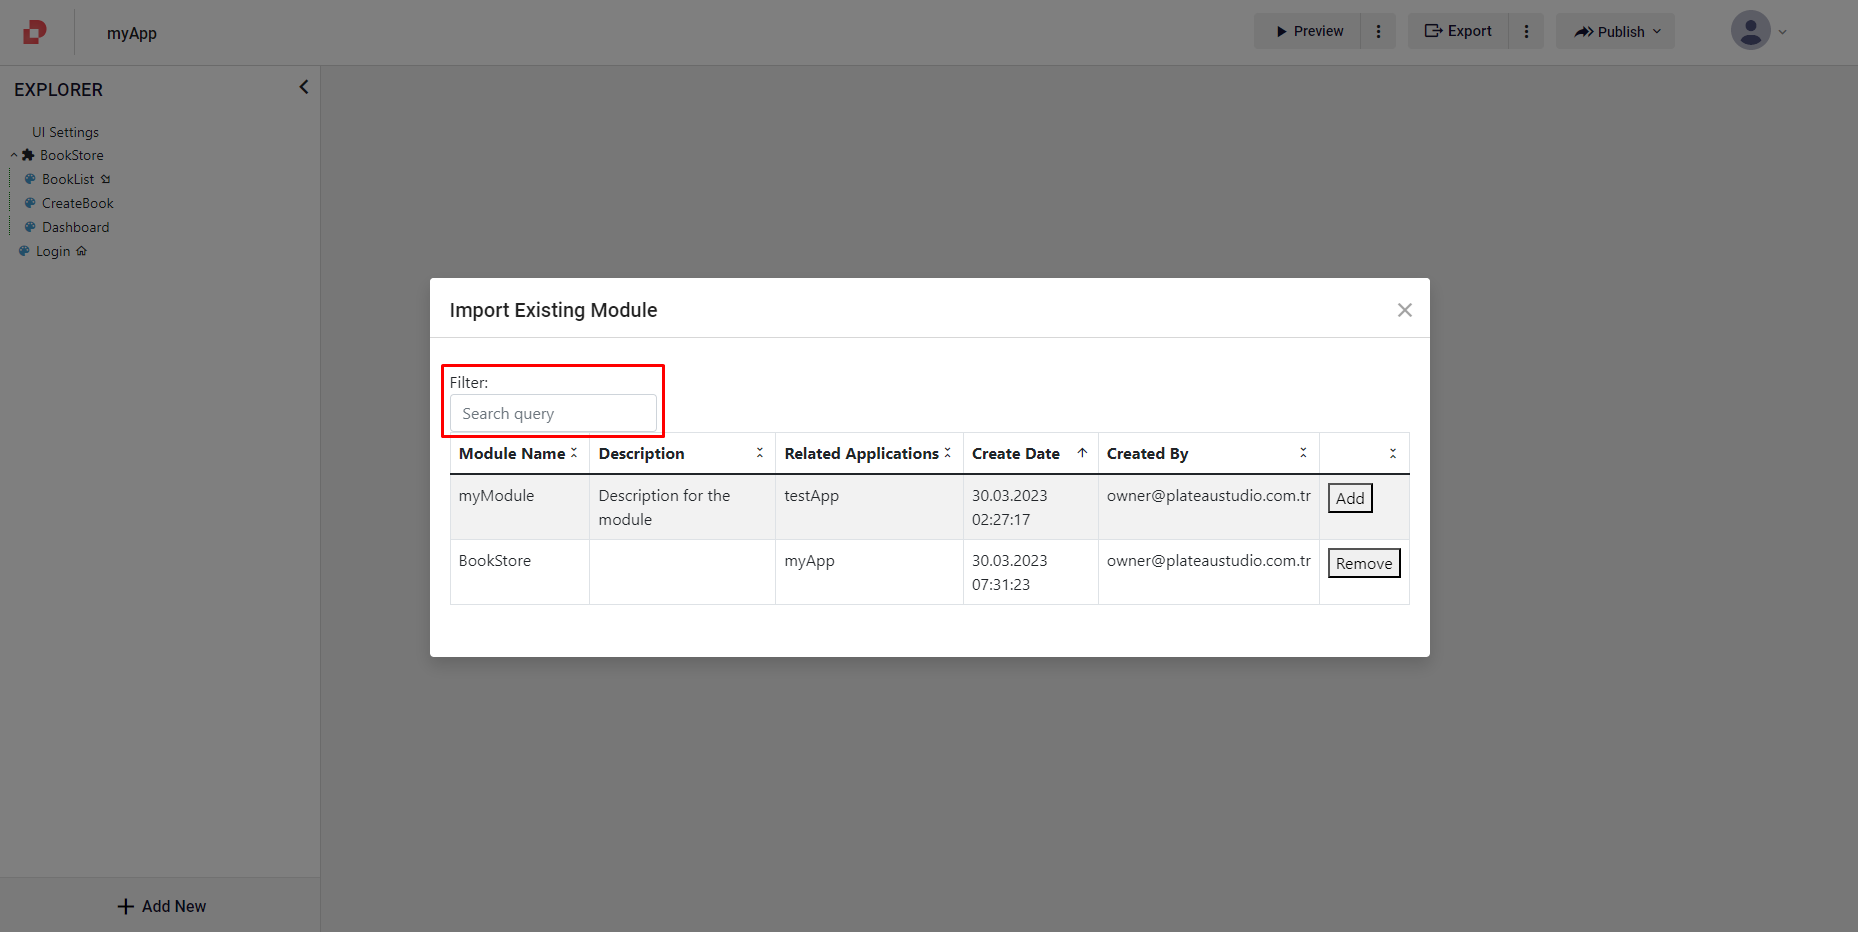 myApp
Preview
Export
Publish
EXPLORER
UI Settings
BookStore
BookList
CreateBook
Dashboard
Login
Import Existing Module
Filter:
Search query
Module Name Description Related Applications Create Date Created By
myModule Description for the testApp 30.03.2023 owner@plateaustudio.com.tr Add
module 02:27:17
BookStore myApp 30.03.2023 owner@plateaustudio.com.tr Remove
07:31:23
Add New